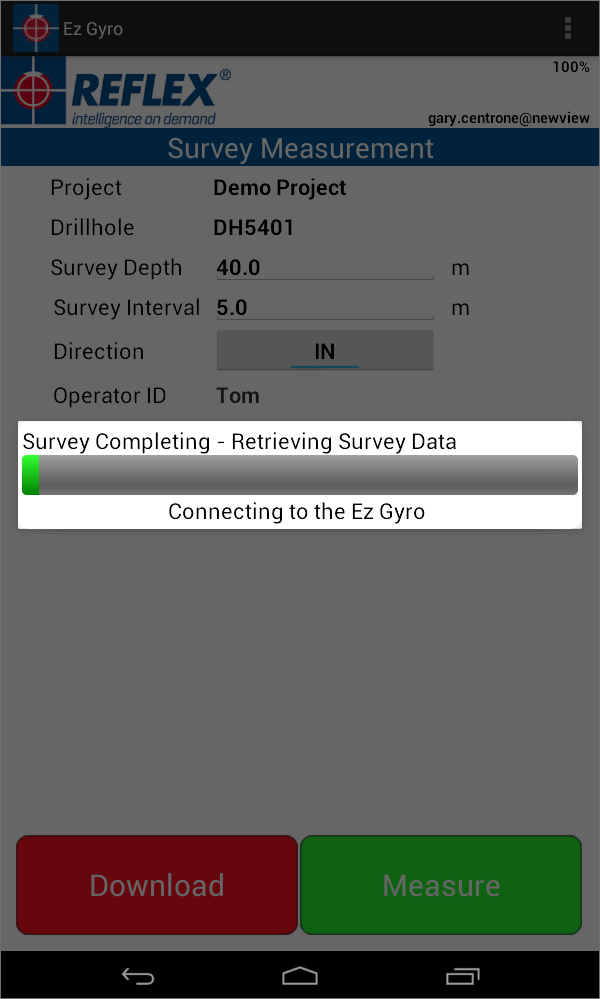 Ez Gyro
100%
REFLEX®
intelligence on demand
gary.centrone@newview
Survey Measurement
Project Demo Project
Drillhole DH5401
Survey Depth 40.0 m
Survey Interval 5.0 m
Direction IN
Operator ID Tom
Survey Completing - Retrieving Survey Data
Connecting to the Ez Gyro
Download Measure